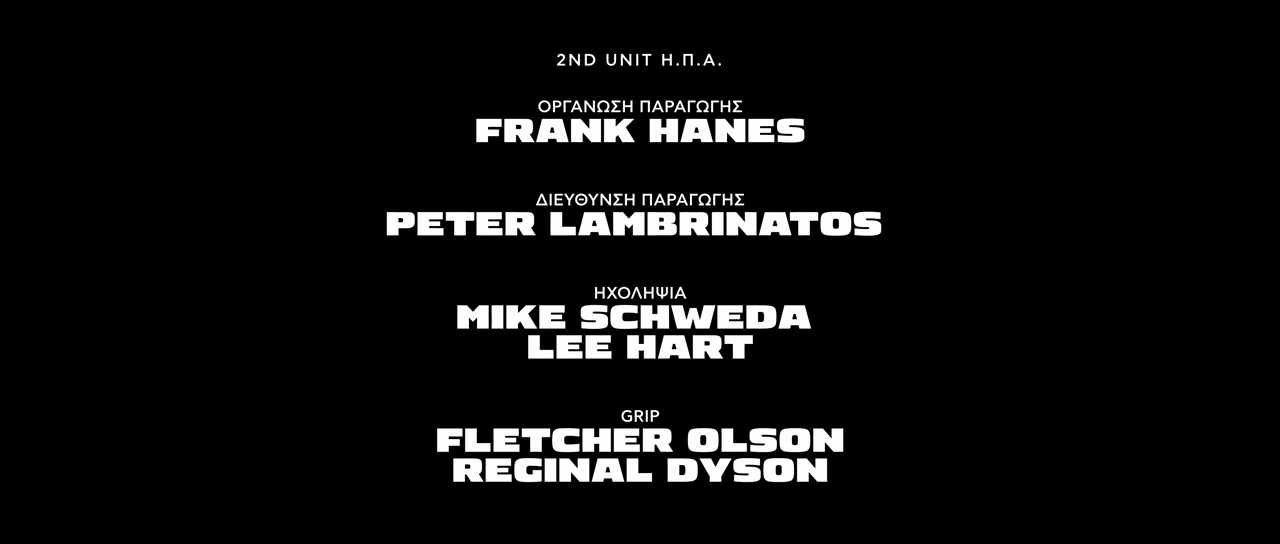 2ND UNIT Η.Π.Α.
ΟΡΓΑΝΩΣΗ ΠΑΡΑΓΩΓΗΣ
FRANK HANES
ΔΙΕΥΘΥΝΣΗ ΠΑΡΑΓΩΓΗΣ
PETER LAMBRINATOS
ΗΧΟΛΗΨΙΑ
MIKE SCHWEDA
LEE HART
GRIP
FLETCHER OLSON
REGINAL DYSON